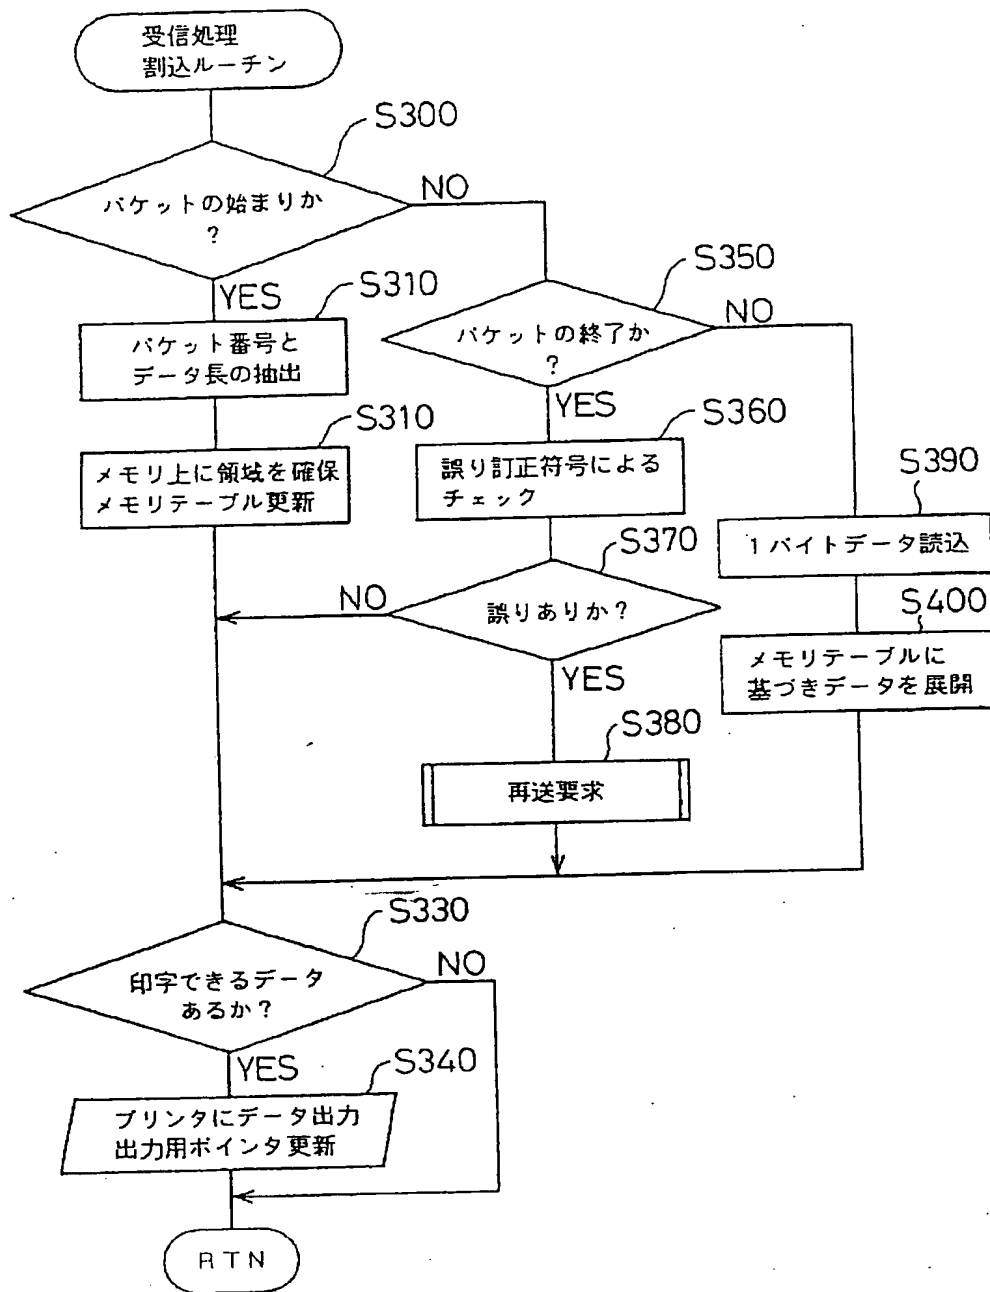 受信処理
割込ルーチン
S300
パケットの始まりか
?
NO
YES
S310
パケット番号と
データ長の抽出
S310
メモリ上に領域を確保
メモリテーブル更新
S350
パケットの終了か
?
NO
YES
S360
誤り訂正符号による
チェック
S370
誤りありか?
NO
YES
S380
再送要求
S390
1バイトデータ読込
S400
メモリテーブルに
基づきデータを展開
S330
印字できるデータ
あるか?
NO
YES
S340
プリンタにデータ出力
出力用ポインタ更新
RTN